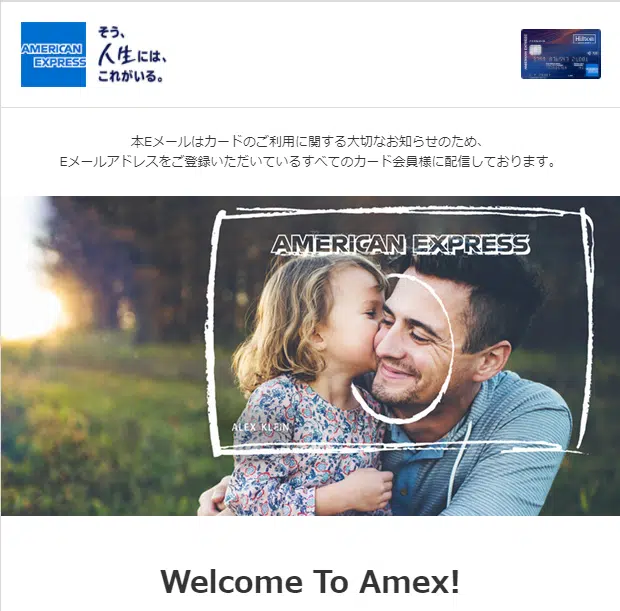 AMERICAN
EXPRESS
そう、
人生には、
これがいる。
Hilton
本Eメールはカードのご利用に関する大切なお知らせのため、
Eメールアドレスをご登録いただいているすべてのカード会員様に配信しております。
AMERICAN EXPRESS
ALEX KLEIN
Welcome To Amex!